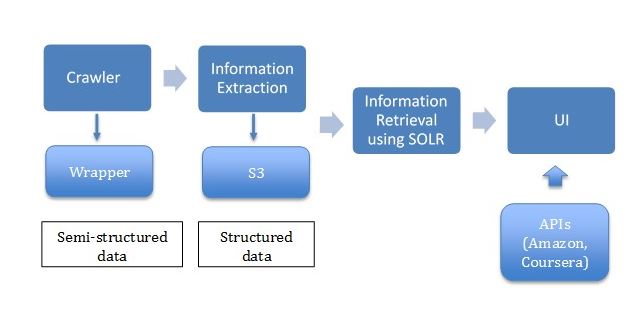 Crawler
Information
Extraction
Information
Retrieval
using SOLR
UI
Wrapper
S3
APIs
(Amazon,
Coursera)
Semi-structured
data
Structured
data